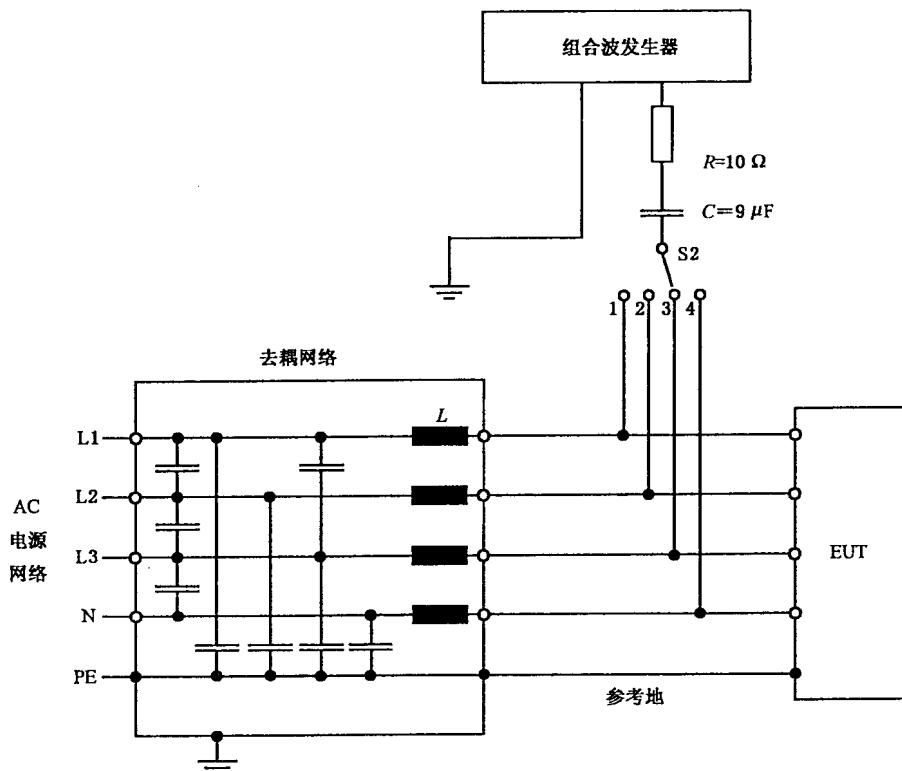 组合波发生器
R=10 Ω
C=9 μF
S2
1 2 3 4
去耦网络
L
L1
L2
AC
电源
网络
L3
N
PE
EUT
参考地